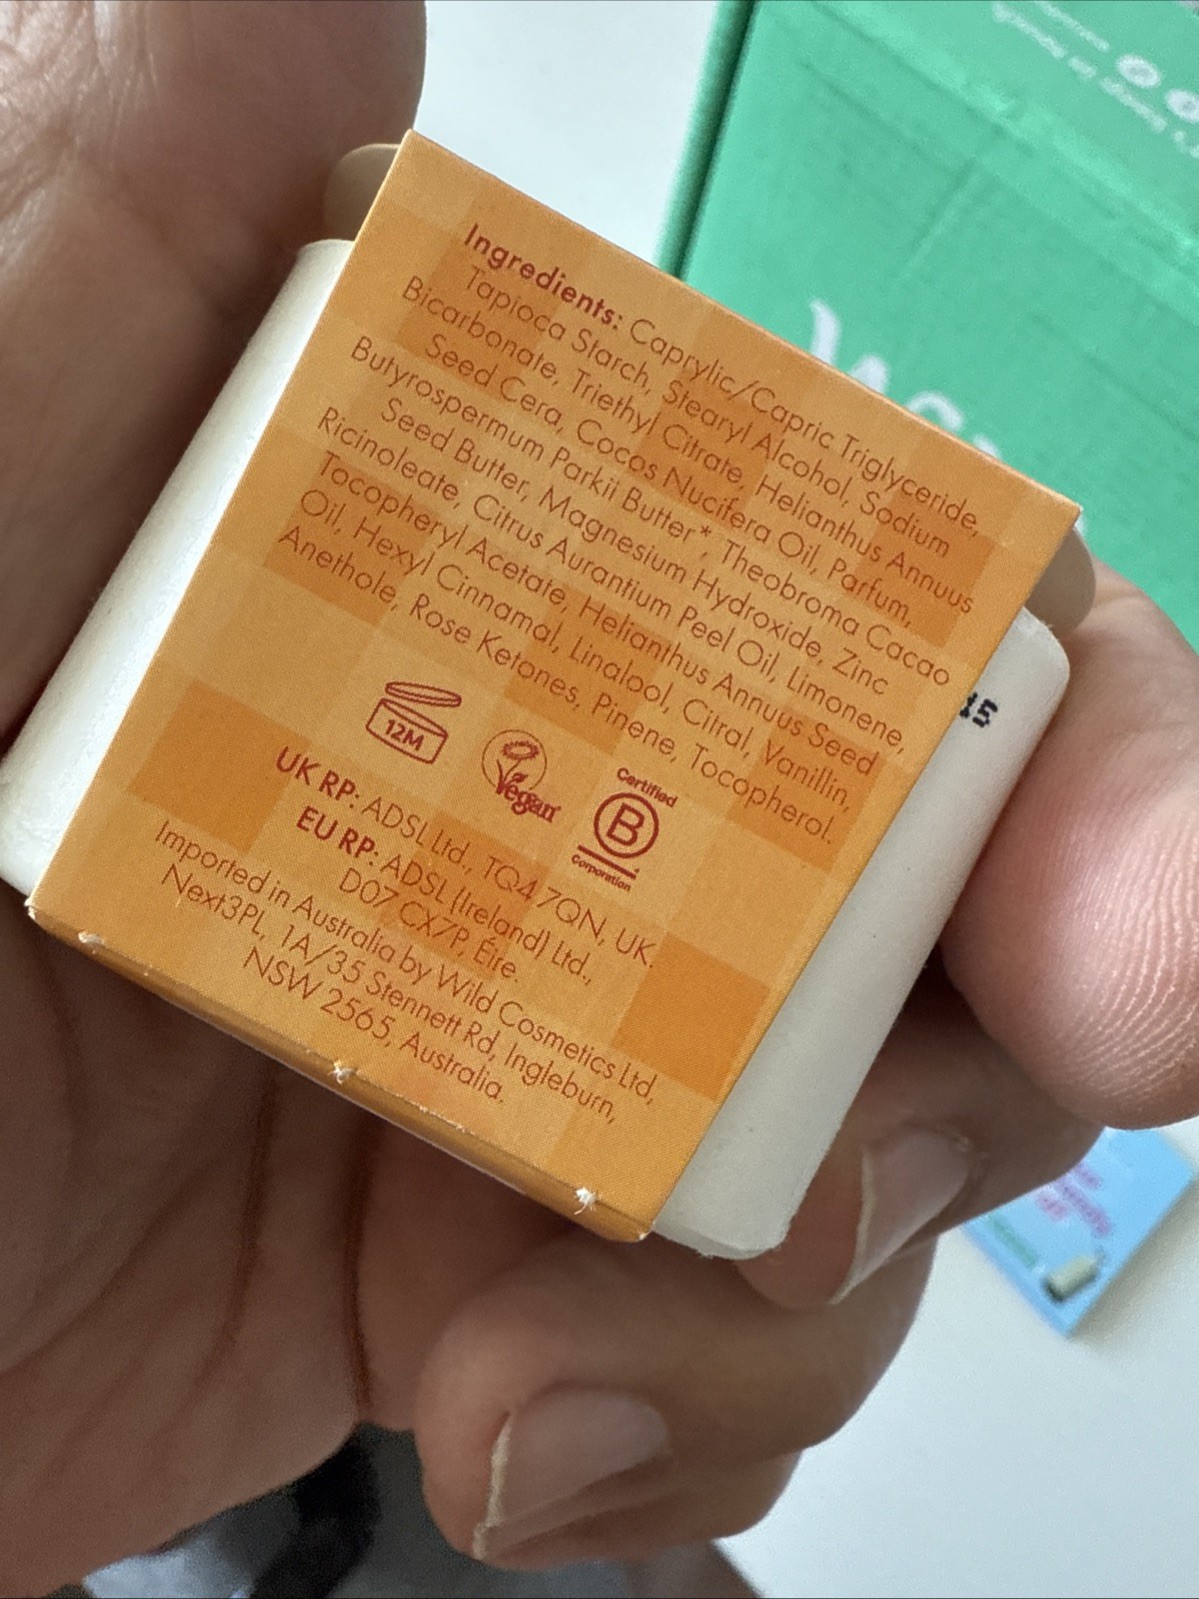 Ingredients: Caprylic/Capric Triglyceride,
Tapioca Starch, Stearyl Alcohol, Sodium
Bicarbonate, Triethyl Citrate, Helianthus Annuus
Seed Cera, Cocos Nucifera Oil, Parfum,
Butyrospermum Parkii Butter*, Theobroma Cacao
Seed Butter, Magnesium Hydroxide, Zinc
Ricinoleate, Citrus Aurantium Peel Oil, Limonene,
Tocopheryl Acetate, Helianthus Annuus Seed
Oil, Hexyl Cinnamal, Linalool, Citral, Vanillin,
Anethole, Rose Ketones, Pinene, Tocopherol.
12M
Vegan
Certified
B
Corporation
UK RP: ADSL Ltd., TQ4 7QN, UK.
EU RP: ADSL (Ireland) Ltd.,
D07 CX7P, Éire.
Imported in Australia by Wild Cosmetics Ltd,
Next3PL, 1A/35 Stennett Rd, Ingleburn,
NSW 2565, Australia.